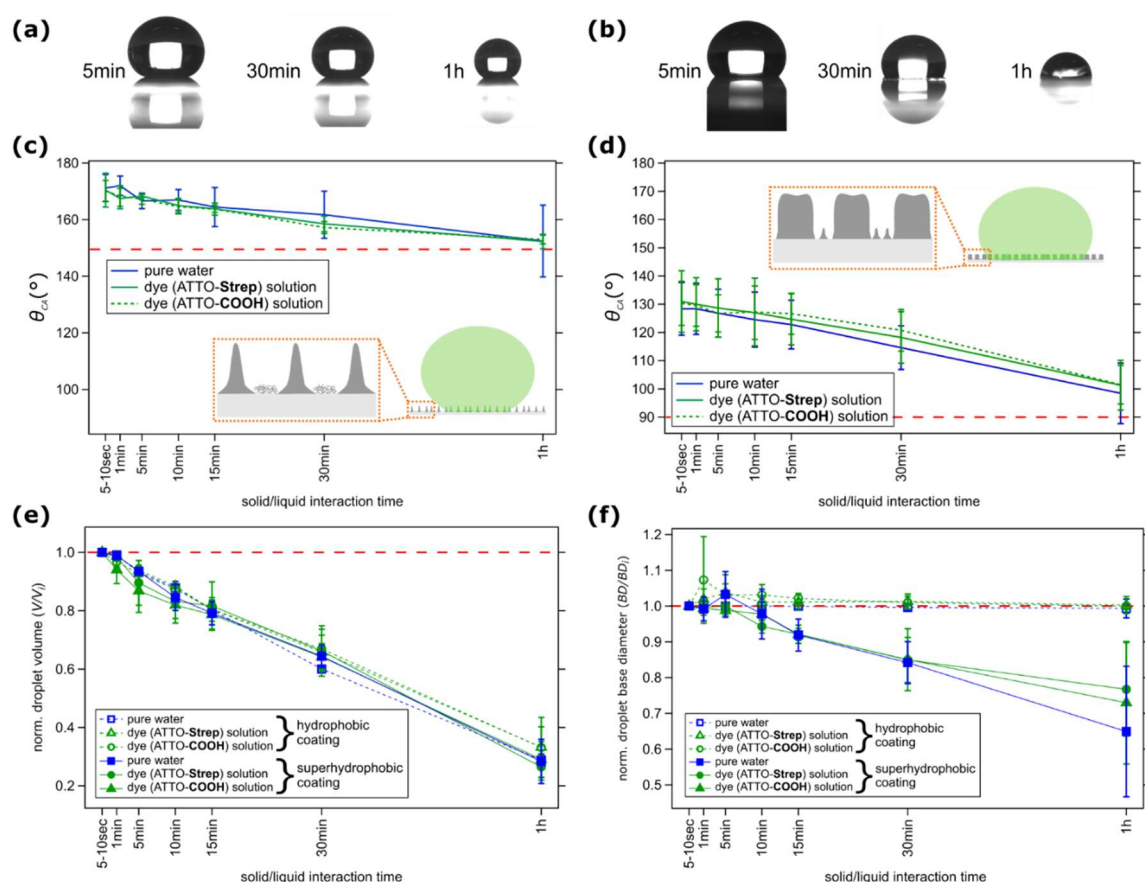 (a)
5min
30min
1h
(b)
5min
30min
1h
(c)
180
160
140
120
100
θCA(°)
pure water
dye (ATTO-Strep) solution
dye (ATTO-COOH) solution
5-10sec
1min
5min
10min
15min
30min
1h
solid/liquid interaction time
(d)
180
170
160
150
140
130
120
110
100
90
θCA(°)
pure water
dye (ATTO-Strep) solution
dye (ATTO-COOH) solution
5-10sec
1min
5min
10min
15min
30min
1h
solid/liquid interaction time
(e)
1.0
0.8
0.6
0.4
0.2
norm. droplet volume (V/Vi)
pure water
dye (ATTO-Strep) solution
dye (ATTO-COOH) solution
hydrophobic
coating
pure water
dye (ATTO-Strep) solution
dye (ATTO-COOH) solution
superhydrophobic
coating
5-10sec
1min
5min
10min
15min
30min
1h
solid/liquid interaction time
(f)
1.2
1.1
1.0
0.9
0.8
0.7
0.6
0.5
norm. droplet base diameter (BD/BDi)
pure water
dye (ATTO-Strep) solution
dye (ATTO-COOH) solution
hydrophobic
coating
pure water
dye (ATTO-Strep) solution
dye (ATTO-COOH) solution
superhydrophobic
coating
5-10sec
1min
5min
10min
15min
30min
1h
solid/liquid interaction time